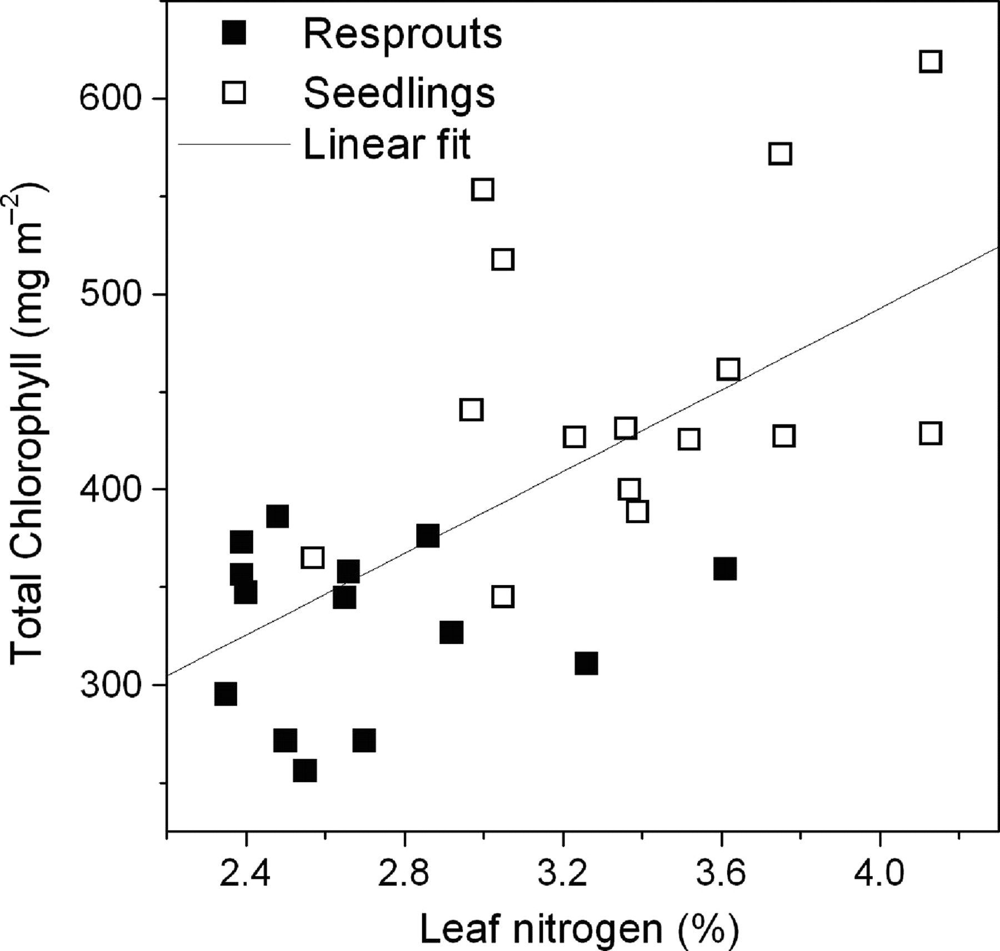 Resprouts
Seedlings
Linear fit
600
500
400
300
Total Chlorophyll (mg m⁻²)
2.4 2.8 3.2 3.6 4.0
Leaf nitrogen (%)